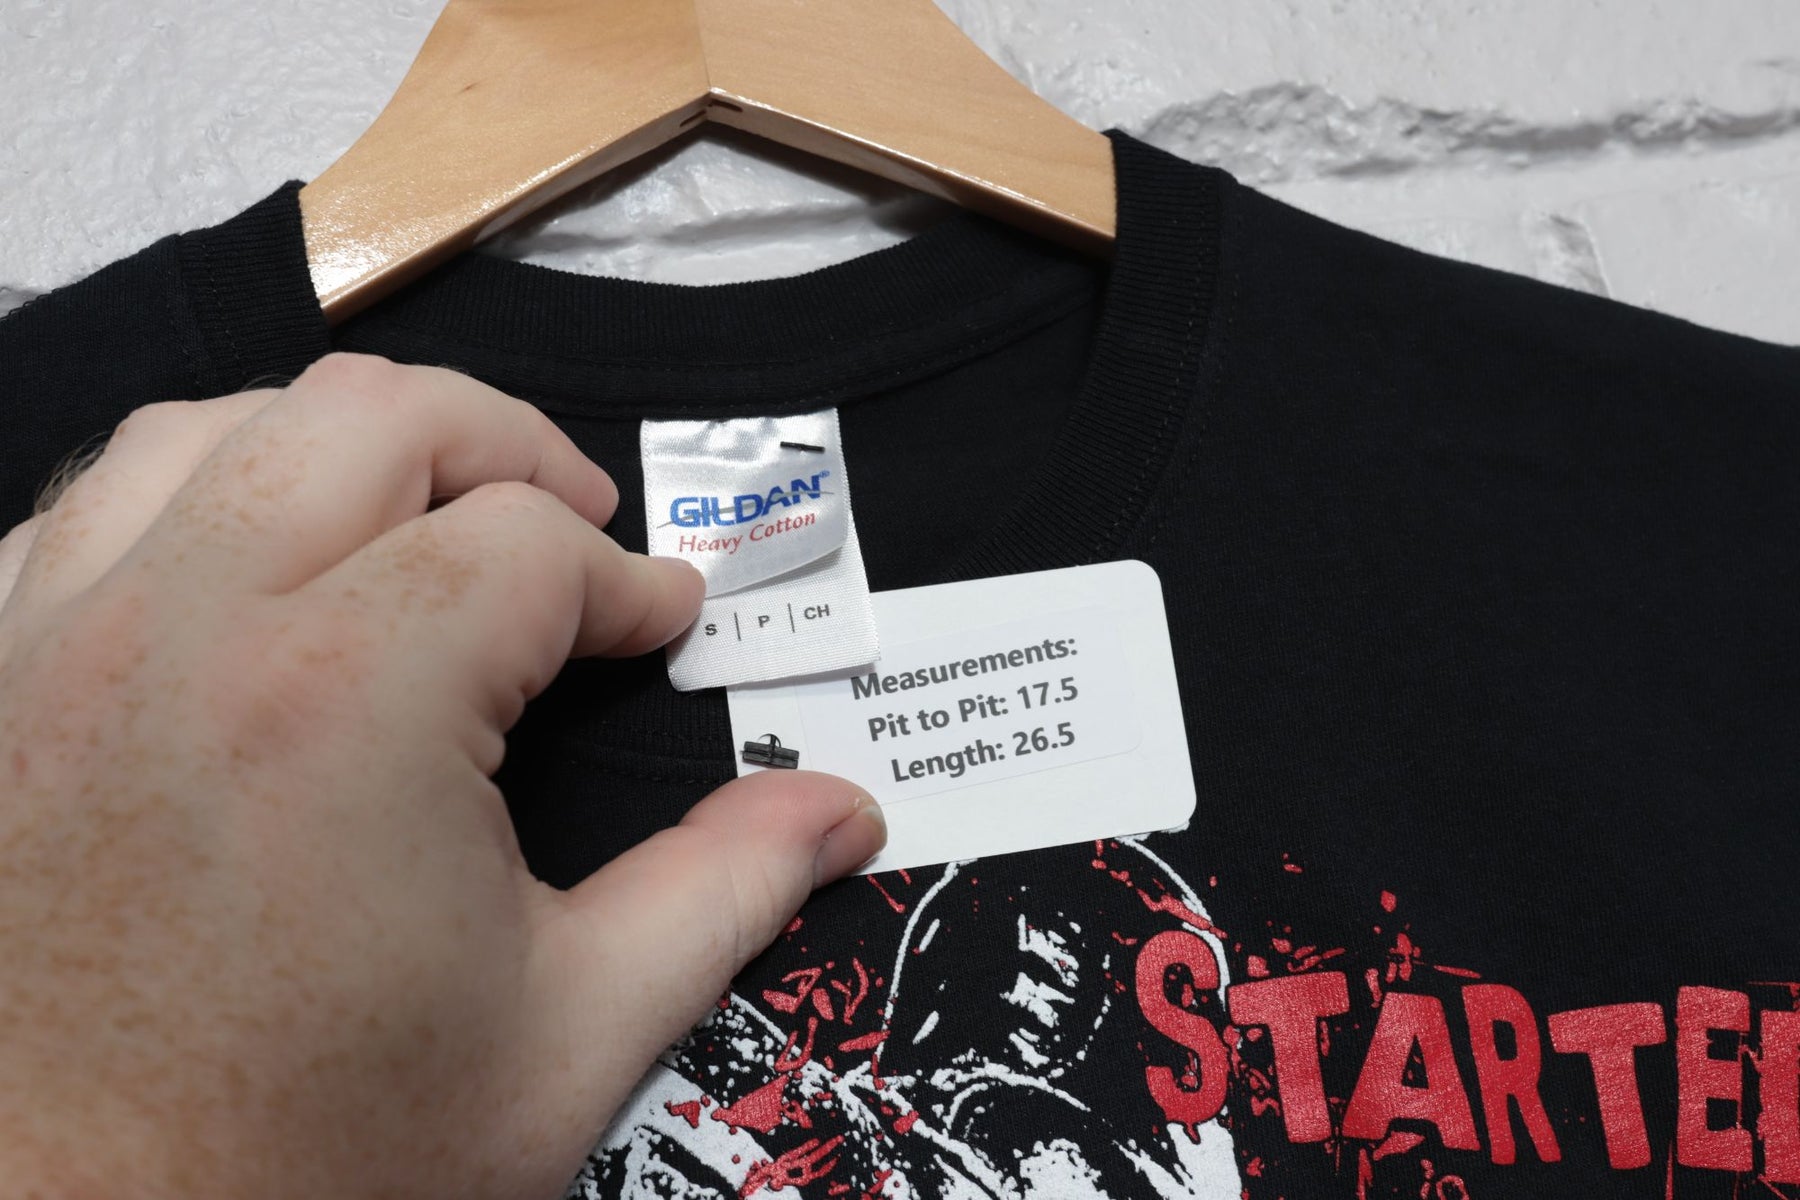 GILDAN®
Heavy Cotton
S | P | CH
Measurements:
Pit to Pit: 17.5
Length: 26.5
STARTE